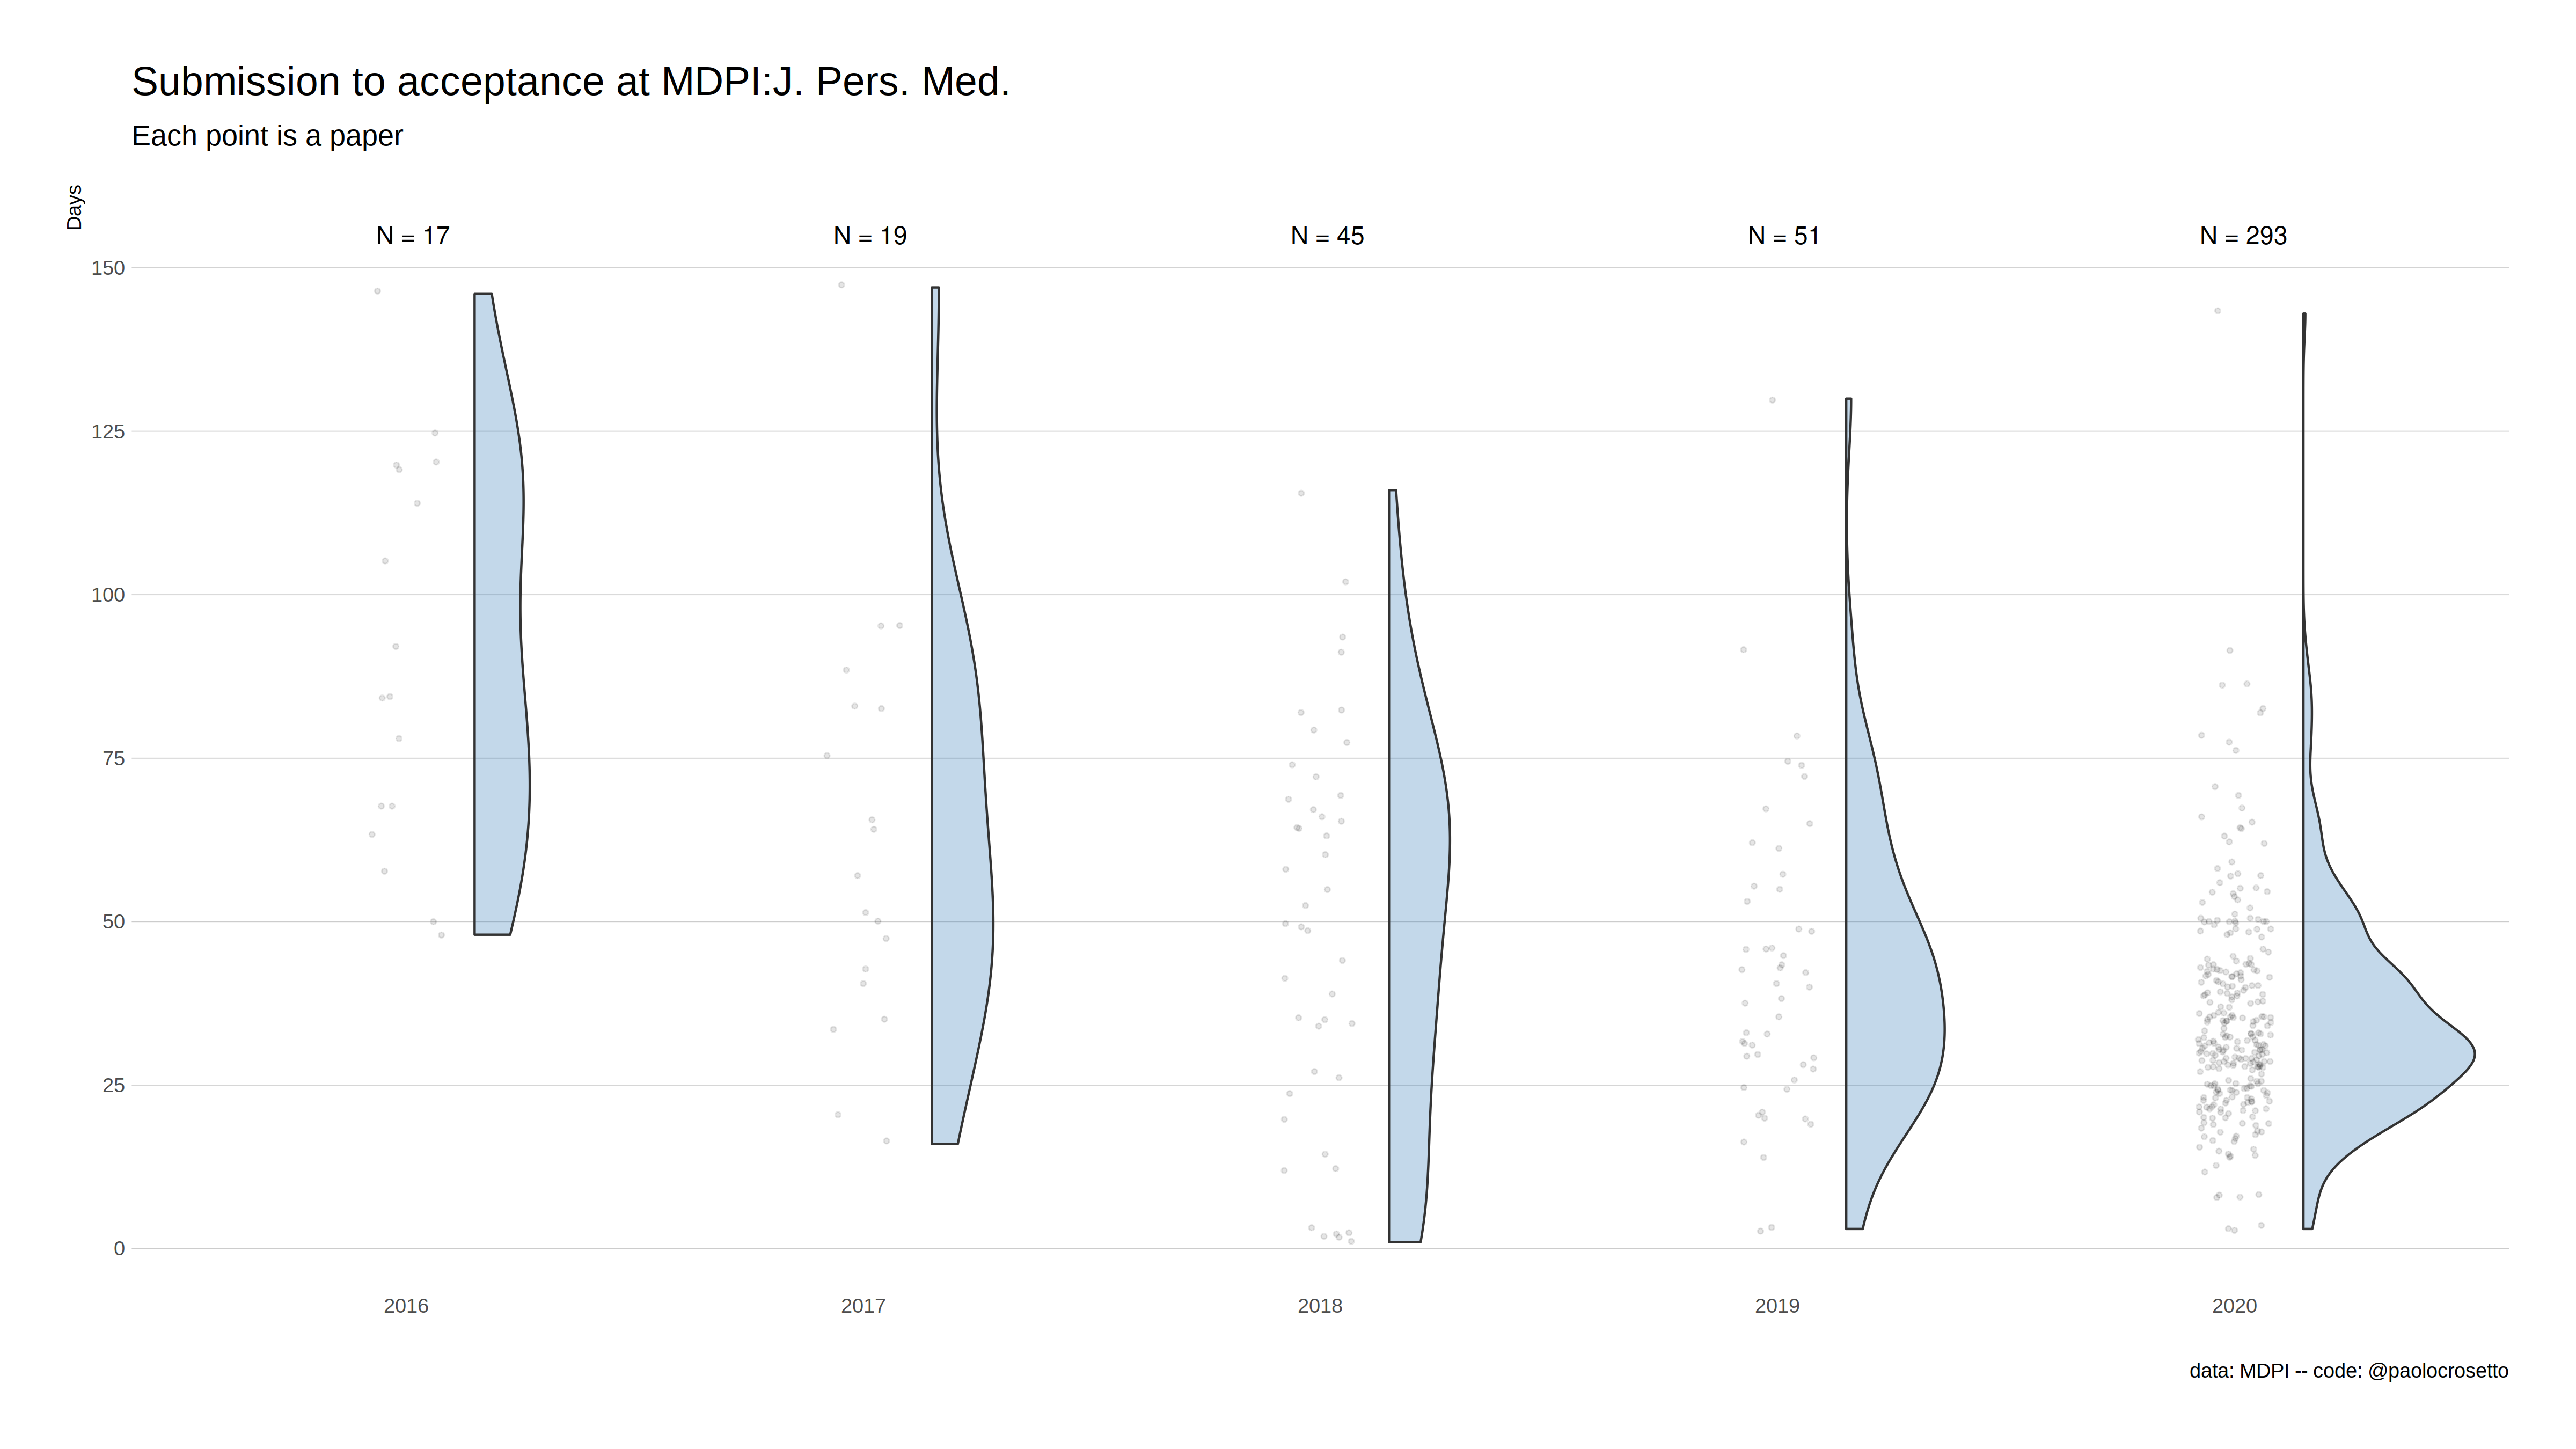 Submission to acceptance at MDPI:J. Pers. Med.
Each point is a paper
Days
N = 17
N = 19
N = 45
N = 51
N = 293
150
125
100
75
50
25
0
2016
2017
2018
2019
2020
data: MDPI -- code: @paolocrosetto